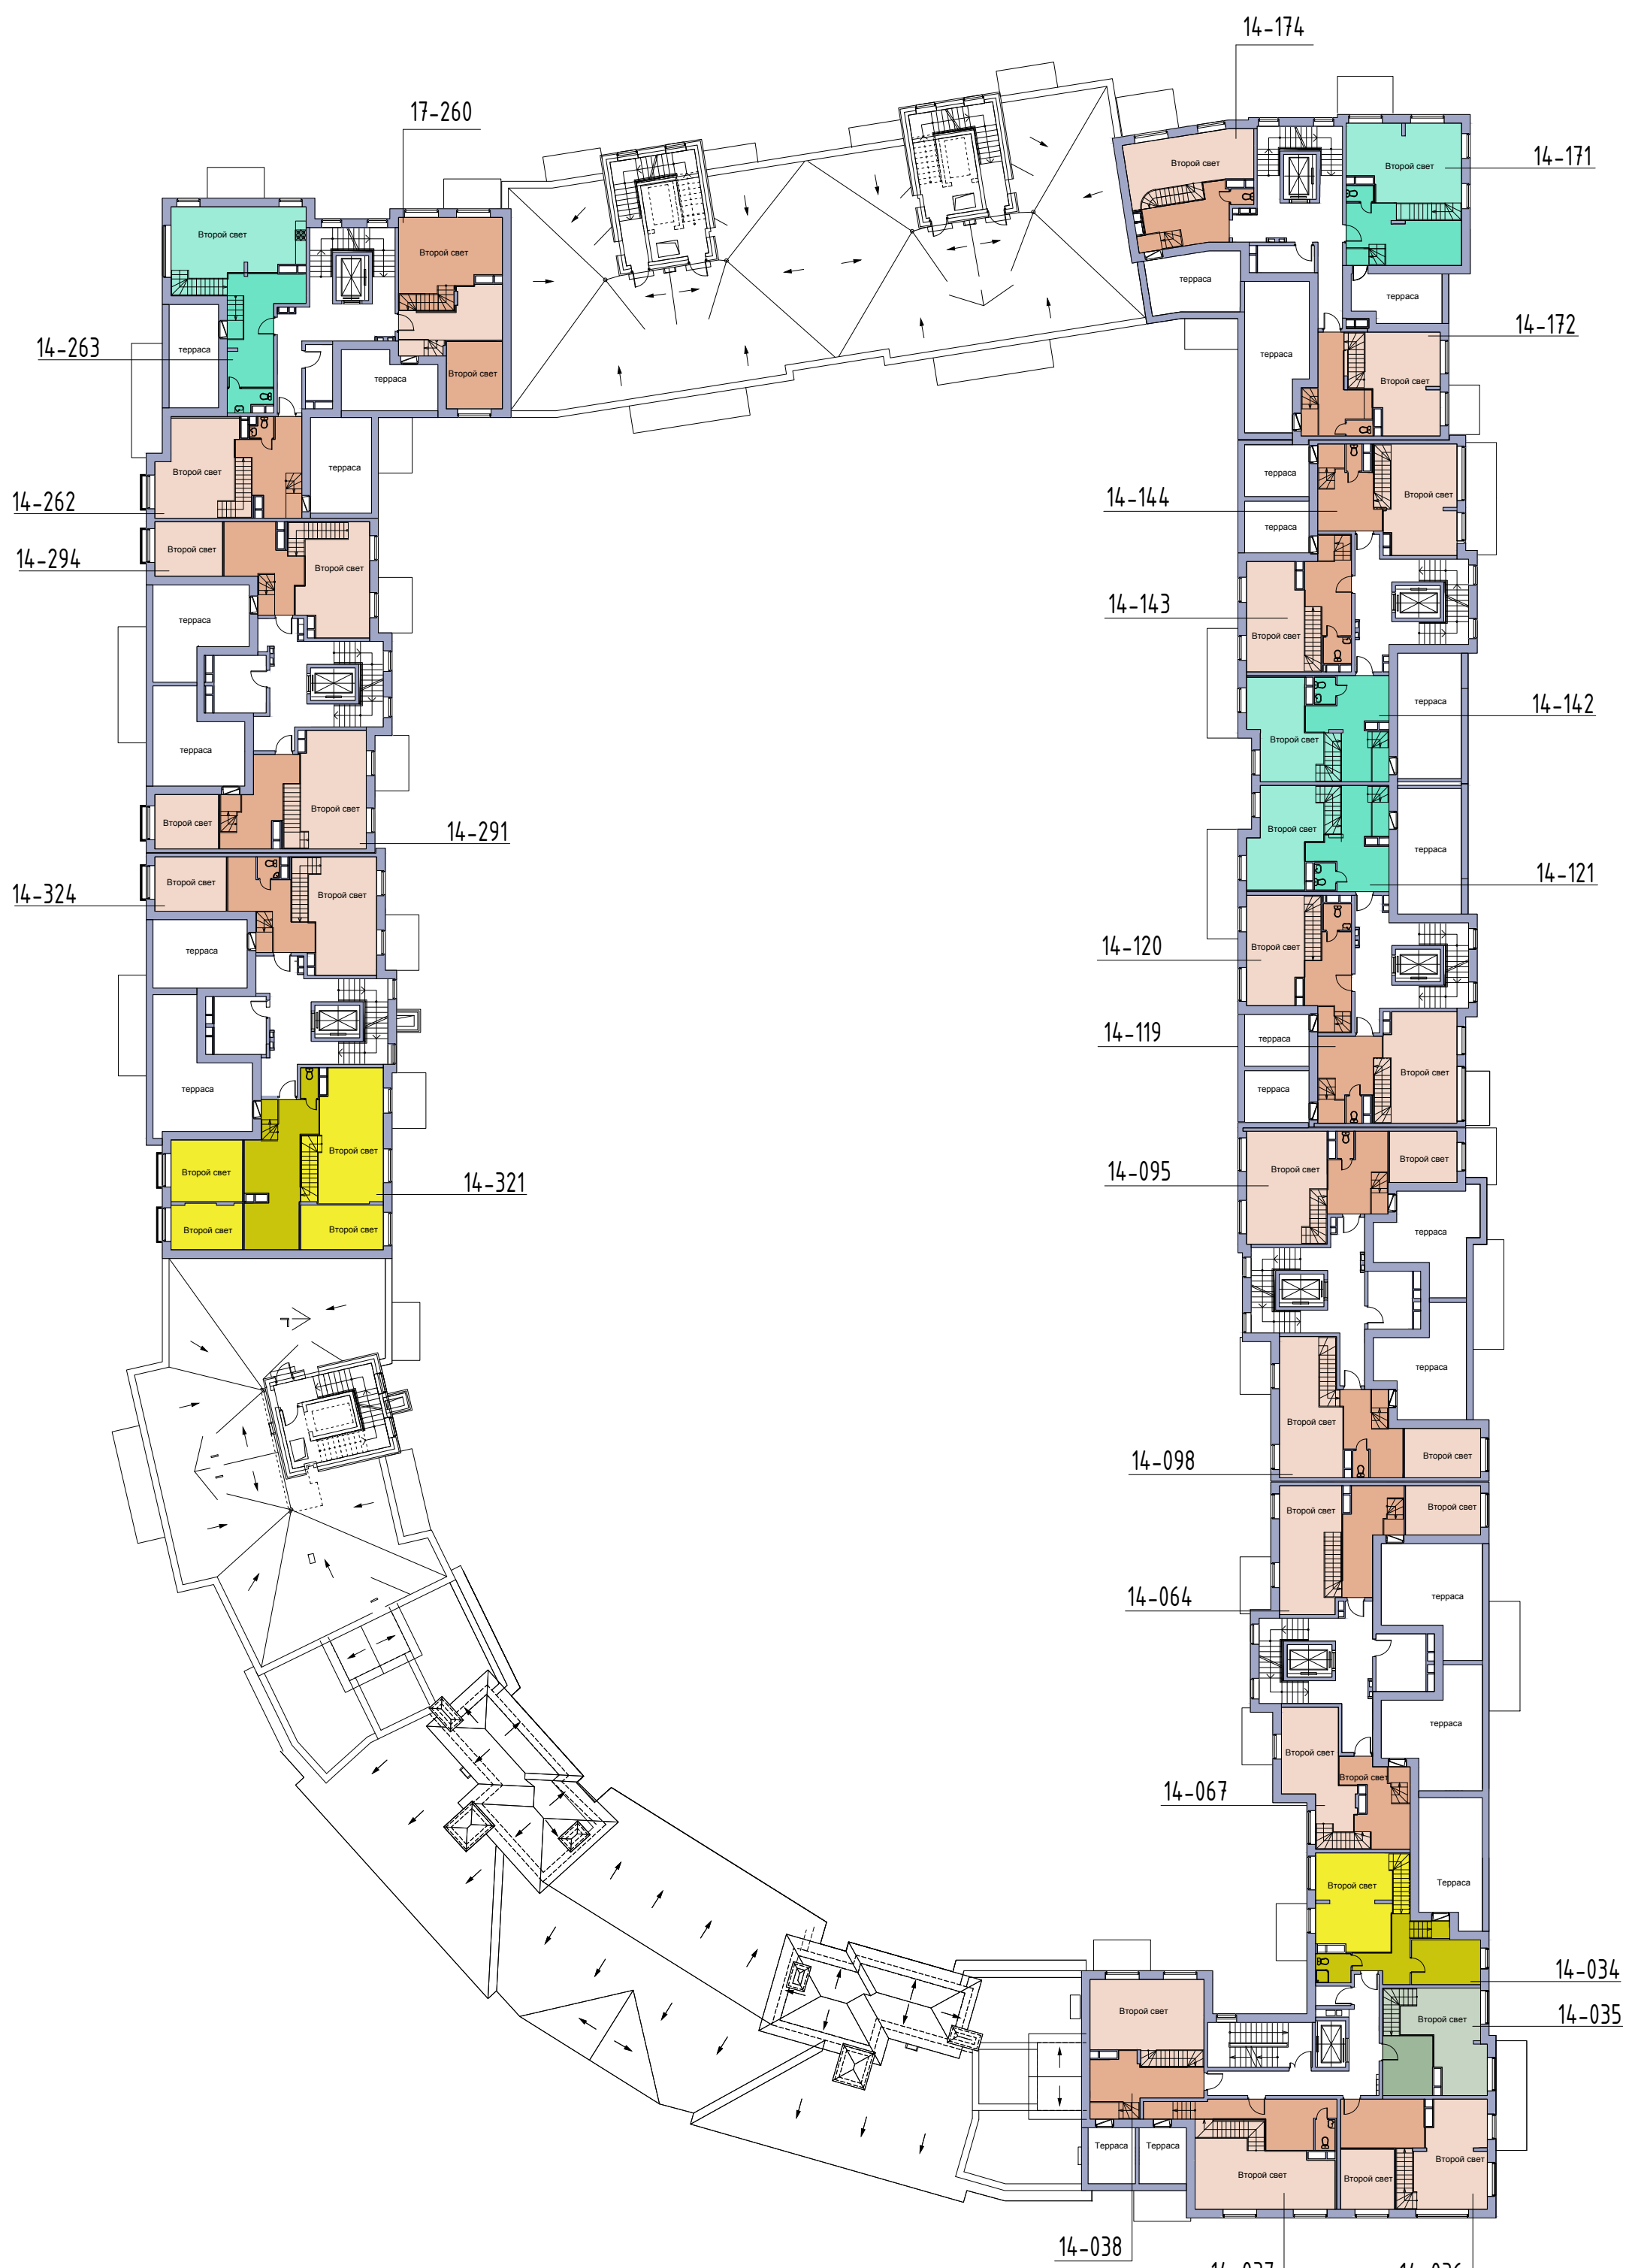 14-174
17-260
Второй свет
14-171
Второй свет
Второй свет
Второй свет
терраса
терраса
14-172
14-263
терраса
терраса
терраса
Второй свет
Второй свет
Второй свет
терраса
14-262
терраса
14-144
Второй свет
терраса
14-294
Второй свет
Второй свет
14-143
терраса
Второй свет
терраса
14-142
терраса
Второй свет
Второй свет
Второй свет
14-291
Второй свет
терраса
14-121
14-324
Второй свет
Второй свет
14-120
Второй свет
терраса
14-119
терраса
Второй свет
терраса
терраса
Второй свет
14-095
Второй свет
Второй свет
Второй свет
14-321
Второй свет
Второй свет
терраса
терраса
Второй свет
14-098
Второй свет
Второй свет
Второй свет
14-064
терраса
терраса
Второй свет
Второй свет
14-067
Второй свет
Терраса
14-034
Второй свет
Второй свет
14-035
Терраса
Терраса
Второй свет
Второй свет
Второй свет
14-038